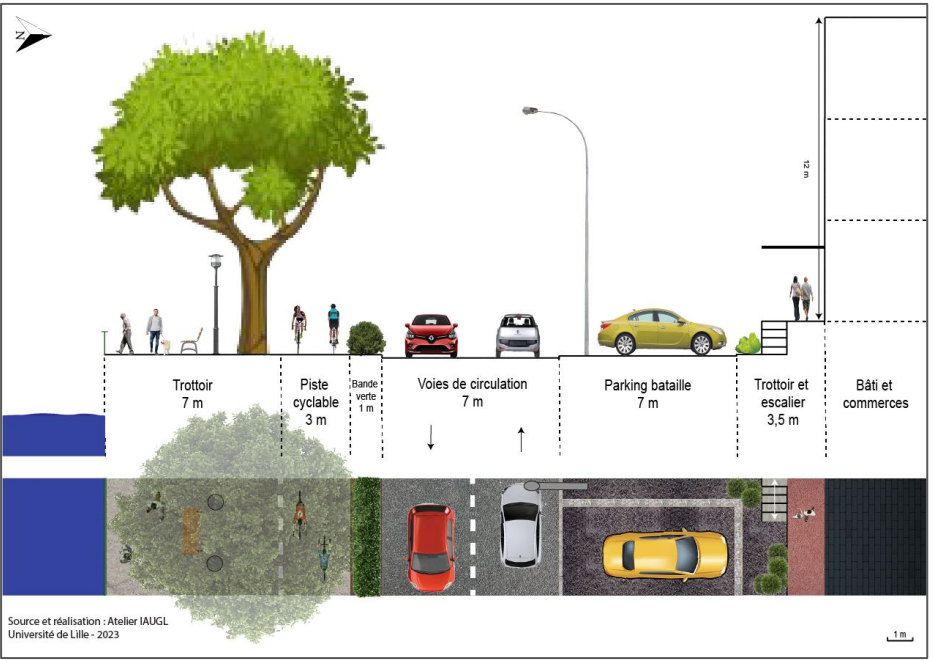 N
12 m
Trottoir
7 m
Piste
cyclable
3 m
Bande
verte
1 m
Voies de circulation
7 m
Parking bataille
7 m
Trottoir et
escalier
3,5 m
Bâti et
commerces
Source et réalisation : Atelier IAUGL
Université de Lille - 2023
1 m